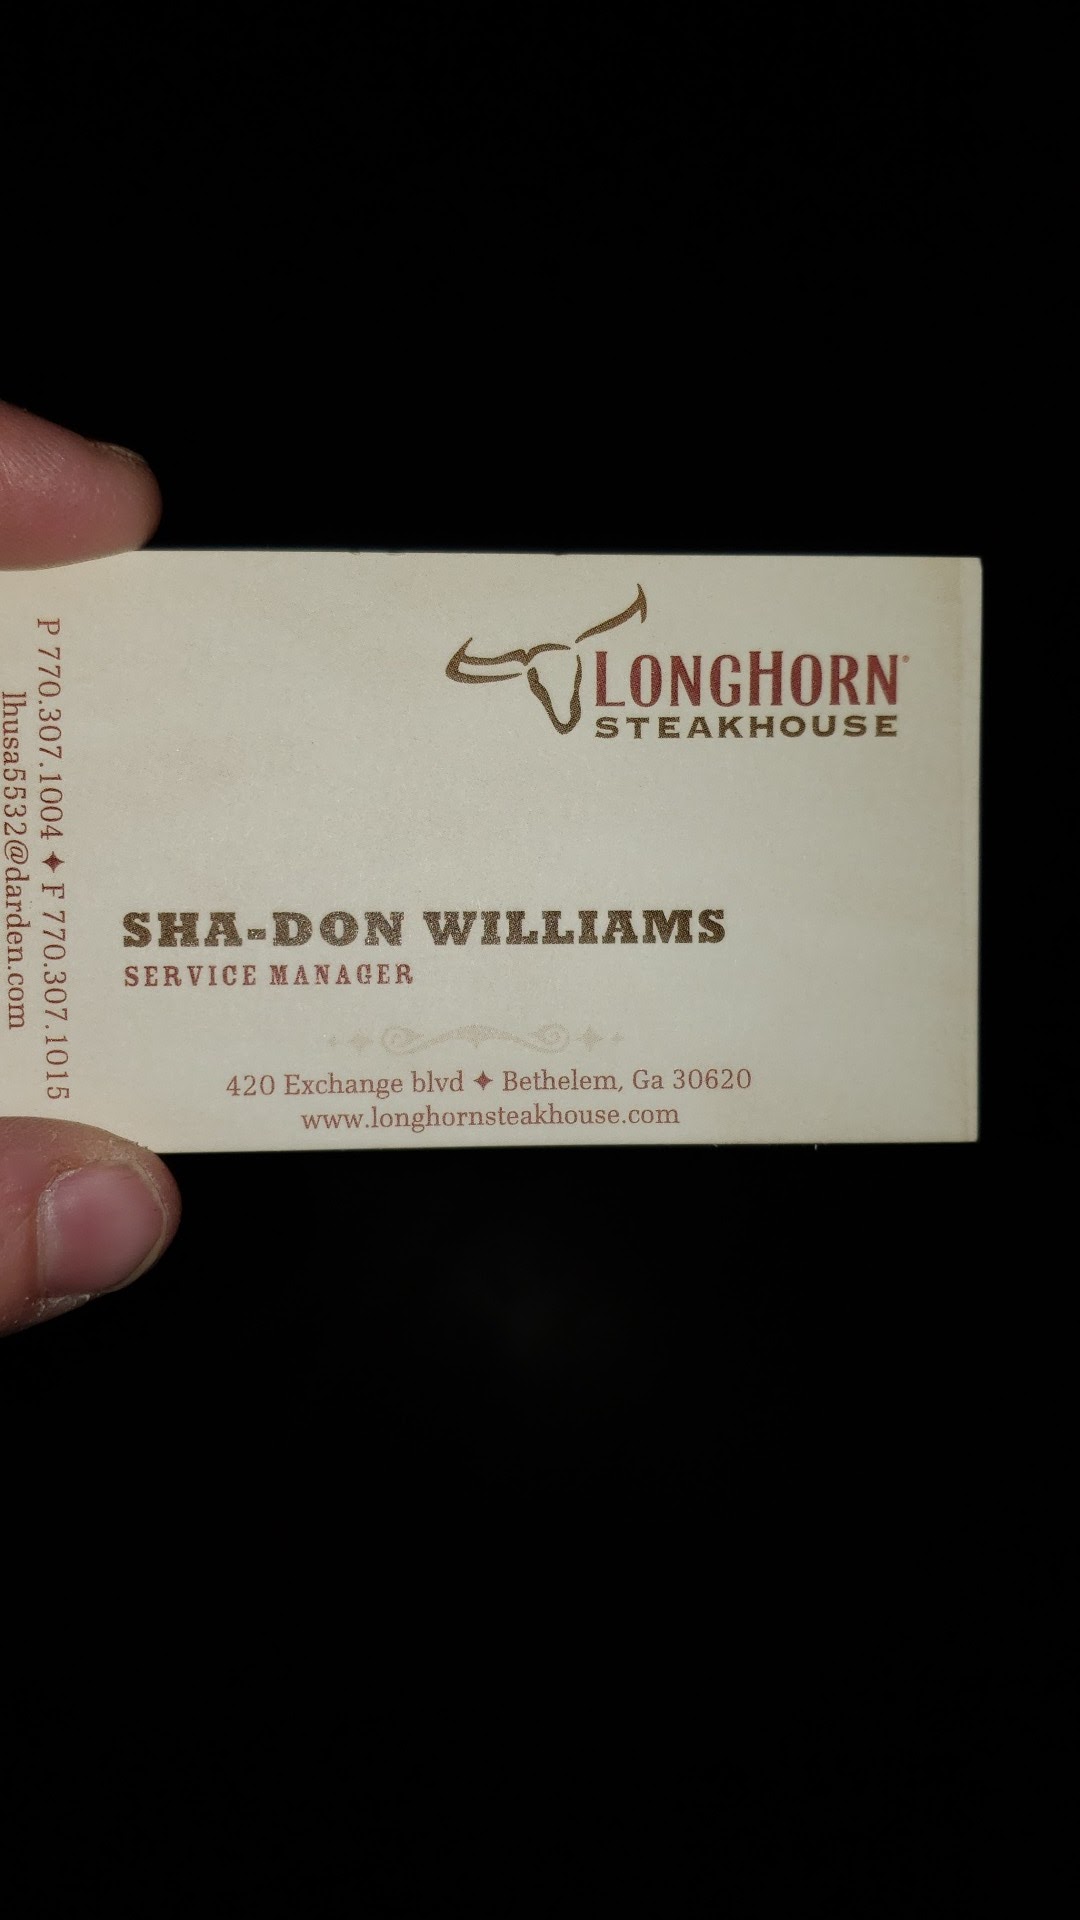 LONGHORN®
STEAKHOUSE
SHA-DON WILLIAMS
SERVICE MANAGER
420 Exchange blvd ✦ Bethelem, Ga 30620
www.longhornsteakhouse.com
P 770.307.1004 ✦ F 770.307.1015
lhusa5532@darden.com